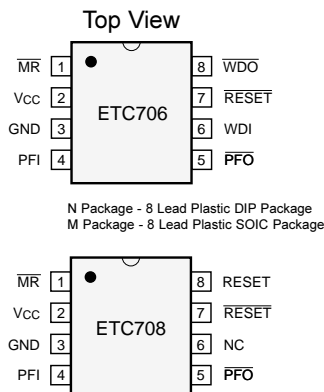 Top View
MR 1 8 WDO
VCC 2 7 RESET
ETC706
GND 3 6 WDI
PFI 4 5 PFO
N Package - 8 Lead Plastic DIP Package
M Package - 8 Lead Plastic SOIC Package
MR 1 8 RESET
VCC 2 7 RESET
ETC708
GND 3 6 NC
PFI 4 5 PFO